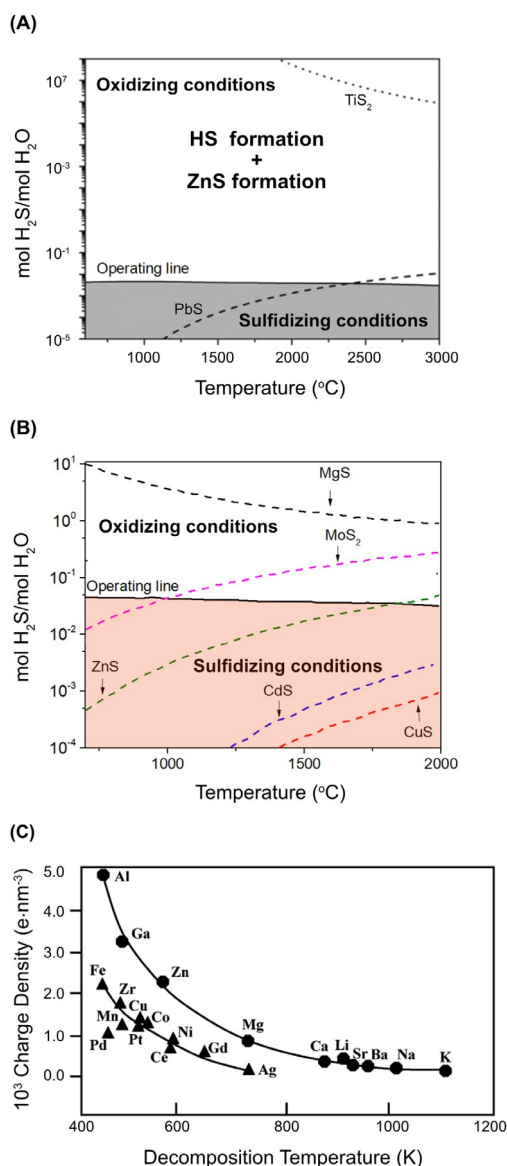 (A)
mol H₂S/mol H₂O
10⁷
10⁻³
10⁻¹
10⁻⁵
Oxidizing conditions
TiS₂
HS formation
+
ZnS formation
Operating line
PbS
Sulfidizing conditions
1000 1500 2000 2500 3000
Temperature (°C)
(B)
mol H₂S/mol H₂O
10¹
10⁰
10⁻¹
10⁻²
10⁻³
10⁻⁴
MgS
Oxidizing conditions
MoS₂
Operating line
ZnS
Sulfidizing conditions
CdS
CuS
1000 1500 2000
Temperature (°C)
(C)
10³ Charge Density (e·nm⁻³)
5.0
4.0
3.0
2.0
1.0
0.0
Al
Ga
Zn
Fe
Zr
Cu
Mn
Co
Pd
Pt
Ni
Ce
Gd
Mg
Ag
Ca
Li
Sr
Ba
Na
K
400 600 800 1000 1200
Decomposition Temperature (K)